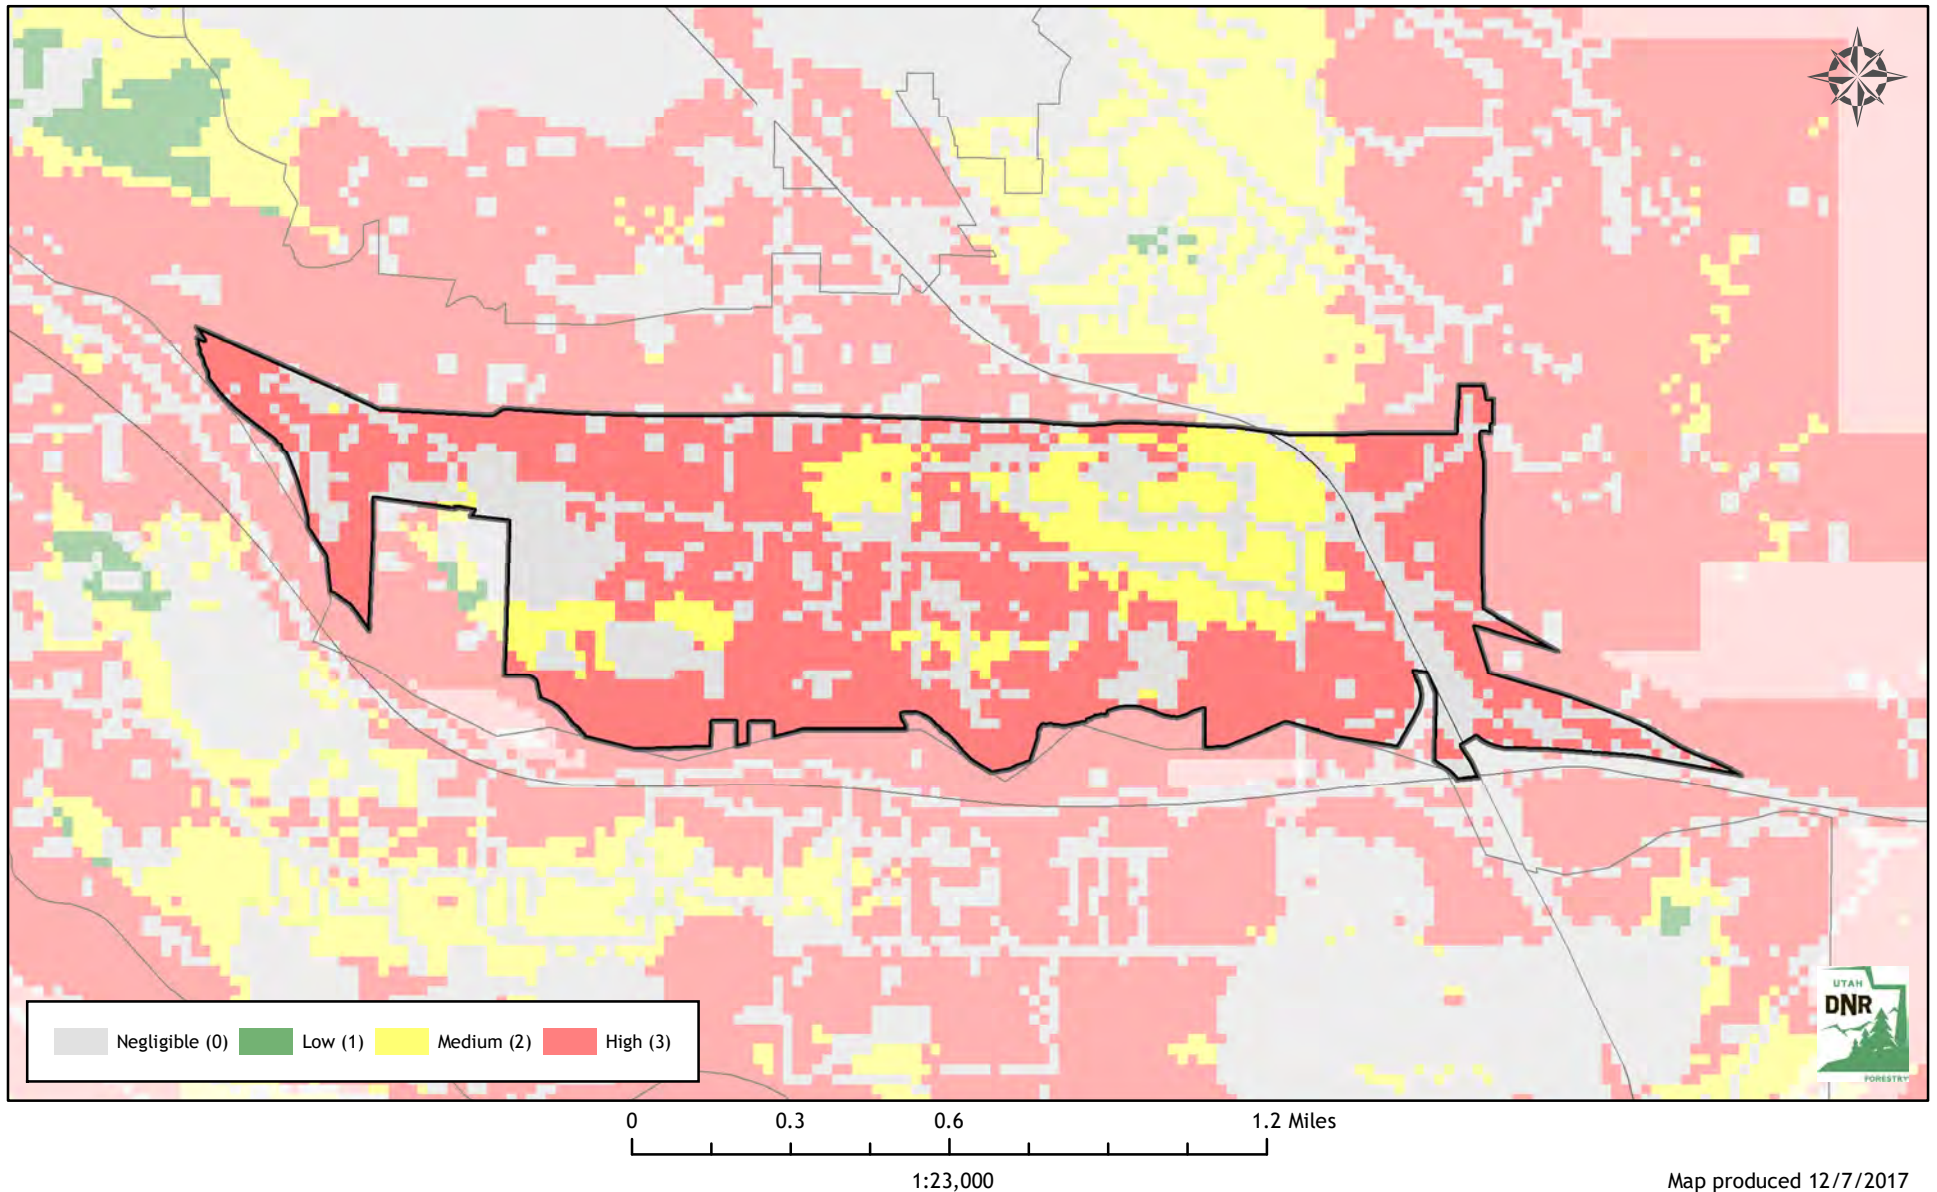 UTAH
DNR
FORESTRY
Negligible (0) Low (1) Medium (2) High (3)
0 0.3 0.6 1.2 Miles
1:23,000
Map produced 12/7/2017